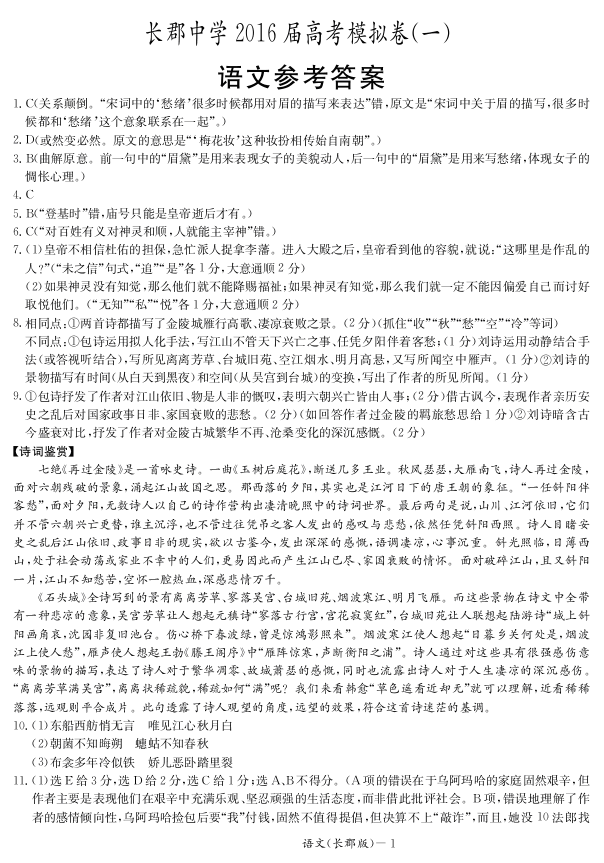 长郡中学 2016 届高考模拟卷(一)
语文参考答案
1. C(关系颠倒。“宋词中的‘愁绪’很多时候都用对眉的描写来表达”错,原文是“宋词中关于眉的描写,很多时
候都和‘愁绪’这个意象联系在一起”。)
2. D(或然变必然。原文的意思是“‘梅花妆’这种妆扮相传始自南朝”。)
3. B(曲解原意。前一句中的“眉黛”是用来表现女子的美貌动人,后一句中的“眉黛”是用来写愁绪,体现女子的
惆怅心理。)
4. C
5. B(“登基时”错,庙号只能是皇帝逝后才有。)
6. C(“对百姓有义对神灵和顺,人就能主宰神”错。)
7. (1)皇帝不相信杜佑的担保,急忙派人捉拿李藩。进入大殿之后,皇帝看到他的容貌,就说:“这哪里是作乱的
人?”(“未之信”句式,“追”“是”各 1 分,大意通顺 2 分)
(2)如果神灵没有知觉,那么他们就不能降赐福祉;如果神灵有知觉,那么我们就一定不能因偏爱自己而讨好
取悦他们。(“无知”“私”“悦”各 1 分,大意通顺 2 分)
8. 相同点:①两首诗都描写了金陵城雁行高歌、凄凉衰败之景。(2 分)(抓住“收”“秋”“愁”“空”“冷”等词)
不同点:①包诗运用拟人化手法,写江山不管天下兴亡之事、任凭夕阳伴着客愁;(1 分)刘诗运用动静结合手
法(或答视听结合),写所见离离芳草、台城旧苑、空江烟水、明月高悬,又写所闻空中雁声。(1 分)②刘诗的
景物描写有时间(从白天到黑夜)和空间(从吴宫到台城)的变换,写出了作者的所见所闻。(1 分)
9. ①包诗抒发了作者对江山依旧、物是人非的慨叹,表明六朝兴亡皆由人事;(2 分)借古讽今,表现作者亲历安
史之乱后对国家政事日非、家国衰败的悲愁。(2 分)(如回答作者过金陵的羁旅愁思给 1 分)②刘诗暗含古
今盛衰对比,抒发了作者对金陵古城繁华不再、沧桑变化的深沉感慨。(2 分)
【诗词鉴赏】
七绝《再过金陵》是一首咏史诗。一曲《玉树后庭花》,断送几多王业。秋风瑟瑟,大雁南飞,诗人再过金陵,
面对六朝残破的景象,涌起江山故国之思。那西落的夕阳,其实也是江河日下的唐王朝的象征。“一任斜阳伴
客愁”,面对夕阳,无数诗人以自己的诗作营构出凄清晚照中的诗词世界。最后两句是说,山川、江河依旧,它们
并不管六朝兴亡更替,谁主沉浮,也不管过往凭吊之客人发出的感叹与悲愁,依然任凭斜阳西照。诗人目睹安
史之乱后江山依旧、政事日非的现实,欲以古鉴今,发出深深的感慨,语调凄凉,心事沉重。斜光照临,日薄西
山,处于社会动荡或家业不幸中的人们,更易因此而产生江山已尽、家国衰败的情怀。面对破碎江山,且又斜阳
一片,江山不知愁苦,空怀一腔热血,深感悲情万千。
《石头城》全诗写到的景有离离芳草、寥落吴宫、台城旧苑、烟波寒江、明月飞雁。而这些景物在诗文中全带
有一种悲凉的意象,吴宫芳草让人想起元稹诗“寥落古行宫,宫花寂寞红”,台城旧苑让人联想起陆游诗“城上斜
阳画角哀,沈园非复旧池台。伤心桥下春波绿,曾是惊鸿影照来”。烟波寒江使人想起“日暮乡关何处是,烟波
江上使人愁”,雁声使人想起王勃《滕王阁序》中“雁阵惊寒,声断衡阳之浦”。诗人通过对这些具有很强感伤意
味的景物的描写,表达了诗人对于繁华凋零、故城萧瑟的感慨,同时也流露出诗人对于人生凄凉的深沉感伤。
“离离芳草满吴宫”,离离状稀疏貌,稀疏如何“满”呢? 我们来看韩愈“草色遥看近却无”就可以理解,近看稀稀
落落,远观则平合成片。此句透露了诗人观望的角度,远望的效果,符合这首诗迷茫的基调。
10. (1)东船西舫悄无言 唯见江心秋月白
(2)朝菌不知晦朔 蟪蛄不知春秋
(3)布衾多年冷似铁 娇儿恶卧踏里裂
11. (1)选 E 给 3 分,选 D 给 2 分,选 C 给 1 分;选 A、B 不得分。(A 项的错误在于乌阿玛哈的家庭固然艰辛,但
作者主要是表现他们在艰辛中充满乐观、坚忍顽强的生活态度,而非借此批评社会。B 项,错误地理解了作
者的感情倾向性,乌阿玛哈捡包后要“我”付钱,固然不值得提倡,但决算不上“敲诈”,而且,她没 10 法郎找
语文(长郡版)— 1